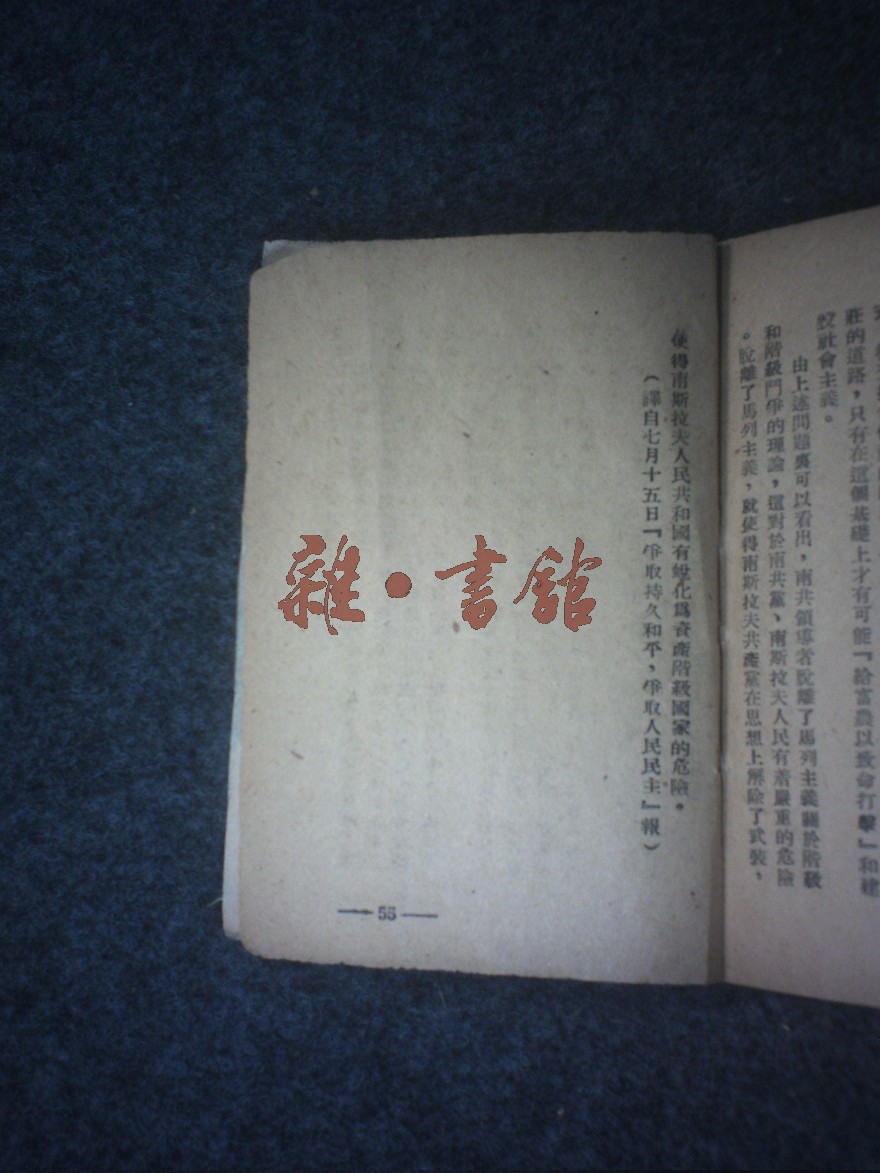 莊的道路，只有在這個基礎上才有可能『給富農以致命打擊』和建
設社會主義。
由上述問題裏可以看出，南共領導者脫離了馬列主義關於階級
和階級鬥爭的理論，這對於南共黨、南斯拉夫人民有着嚴重的危險
。脫離了馬列主義，就使得南斯拉夫共產黨在思想上解除了武裝，
使得南斯拉夫人民共和國有蛻化爲資產階級國家的危險。
（譯自七月十五日『爭取持久和平，爭取人民民主』報）
— 55 —
雜·書館